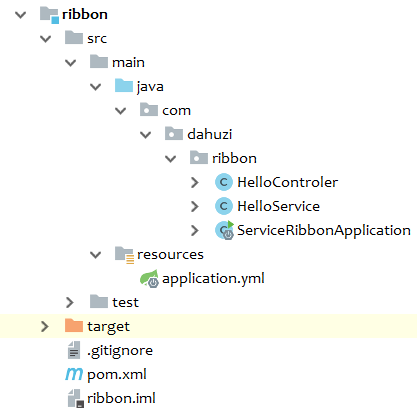 ribbon
src
main
java
com
dahuzi
ribbon
HelloControler
HelloService
ServiceRibbonApplication
resources
application.yml
test
target
.gitignore
pom.xml
ribbon.iml